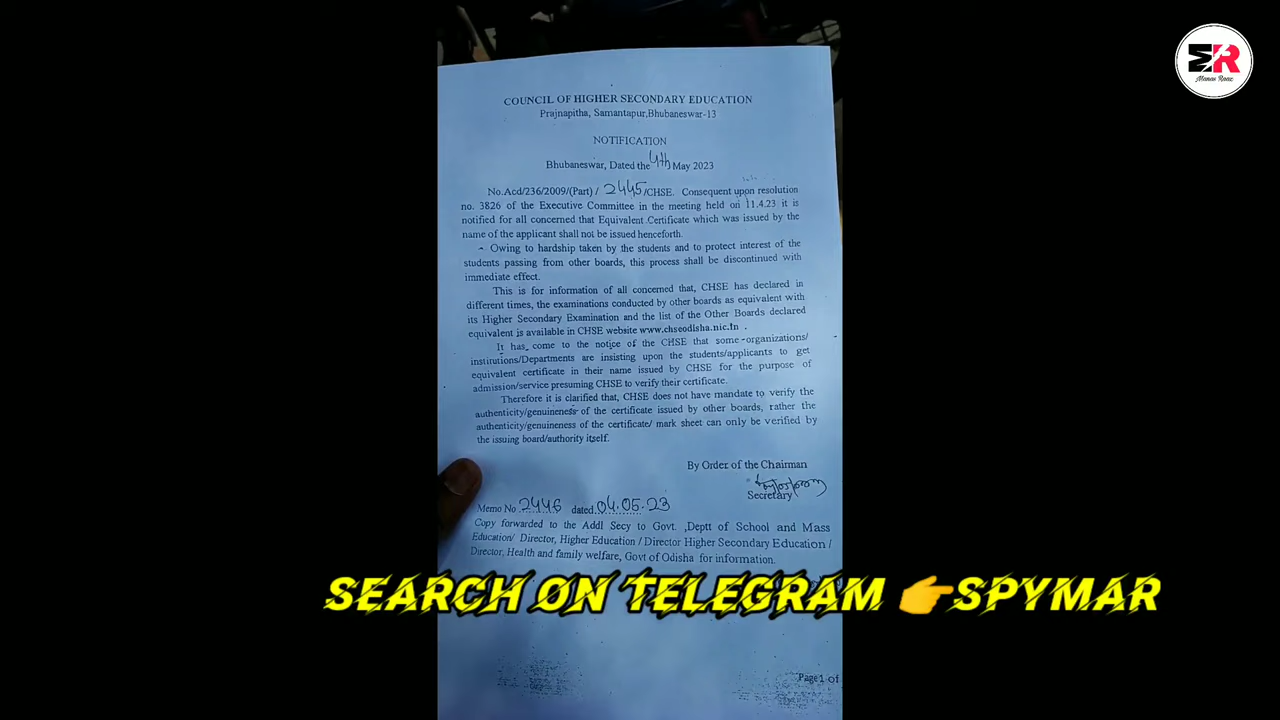 COUNCIL OF HIGHER SECONDARY EDUCATION
Prajnapitha, Samantapur,Bhubaneswar-13
NOTIFICATION
Bhubaneswar, Dated the 4th May 2023
No.Acd/236/2009/(Part) / 2445/CHSE. Consequent upon resolution
no. 3826 of the Executive Committee in the meeting held on 11.4.23 it is
notified for all concerned that Equivalent Certificate which was issued by the
name of the applicant shall not be issued henceforth.
Owing to hardship taken by the students and to protect interest of the
students passing from other boards, this process shall be discontinued with
immediate effect.
This is for information of all concerned that, CHSE has declared in
different times, the examinations conducted by other boards as equivalent with
its Higher Secondary Examination and the list of the Other Boards declared
equivalent is available in CHSE website www.chseodisha.nic.in .
It has come to the notice of the CHSE that some organizations/
institutions/Departments are insisting upon the students/applicants to get
equivalent certificate in their name issued by CHSE for the purpose of
admission/service presuming CHSE to verify their certificate.
Therefore it is clarified that, CHSE does not have mandate to verify the
authenticity/genuineness of the certificate issued by other boards, rather the
authenticity/genuineness of the certificate/ mark sheet can only be verified by
the issuing board/authority itself.
By Order of the Chairman
Secretary
Memo No 2446 dated 04.05.23
Copy forwarded to the Addl Secy to Govt. ,Deptt of School and Mass
Education/ Director, Higher Education / Director Higher Secondary Education /
Director, Health and family welfare, Govt of Odisha for information.
SEARCH ON TELEGRAM 👉SPYMAR
Page 1 of
ER
Manas Raaz